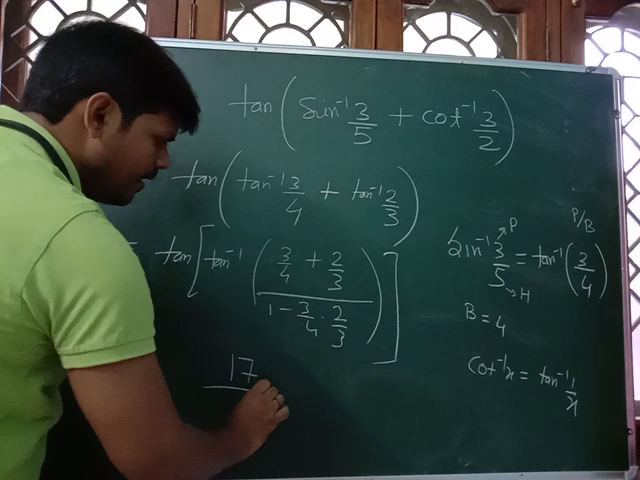 tan(Sin⁻¹ 3/5 + cot⁻¹ 3/2)
tan(tan⁻¹ 3/4 + tan⁻¹ 2/3)
= tan[tan⁻¹((3/4 + 2/3)/(1 - 3/4 · 2/3))]
17
P/B
P
Sin⁻¹ 3/5 = tan⁻¹(3/4)
H
B = 4
Cot⁻¹x = tan⁻¹ 1/x